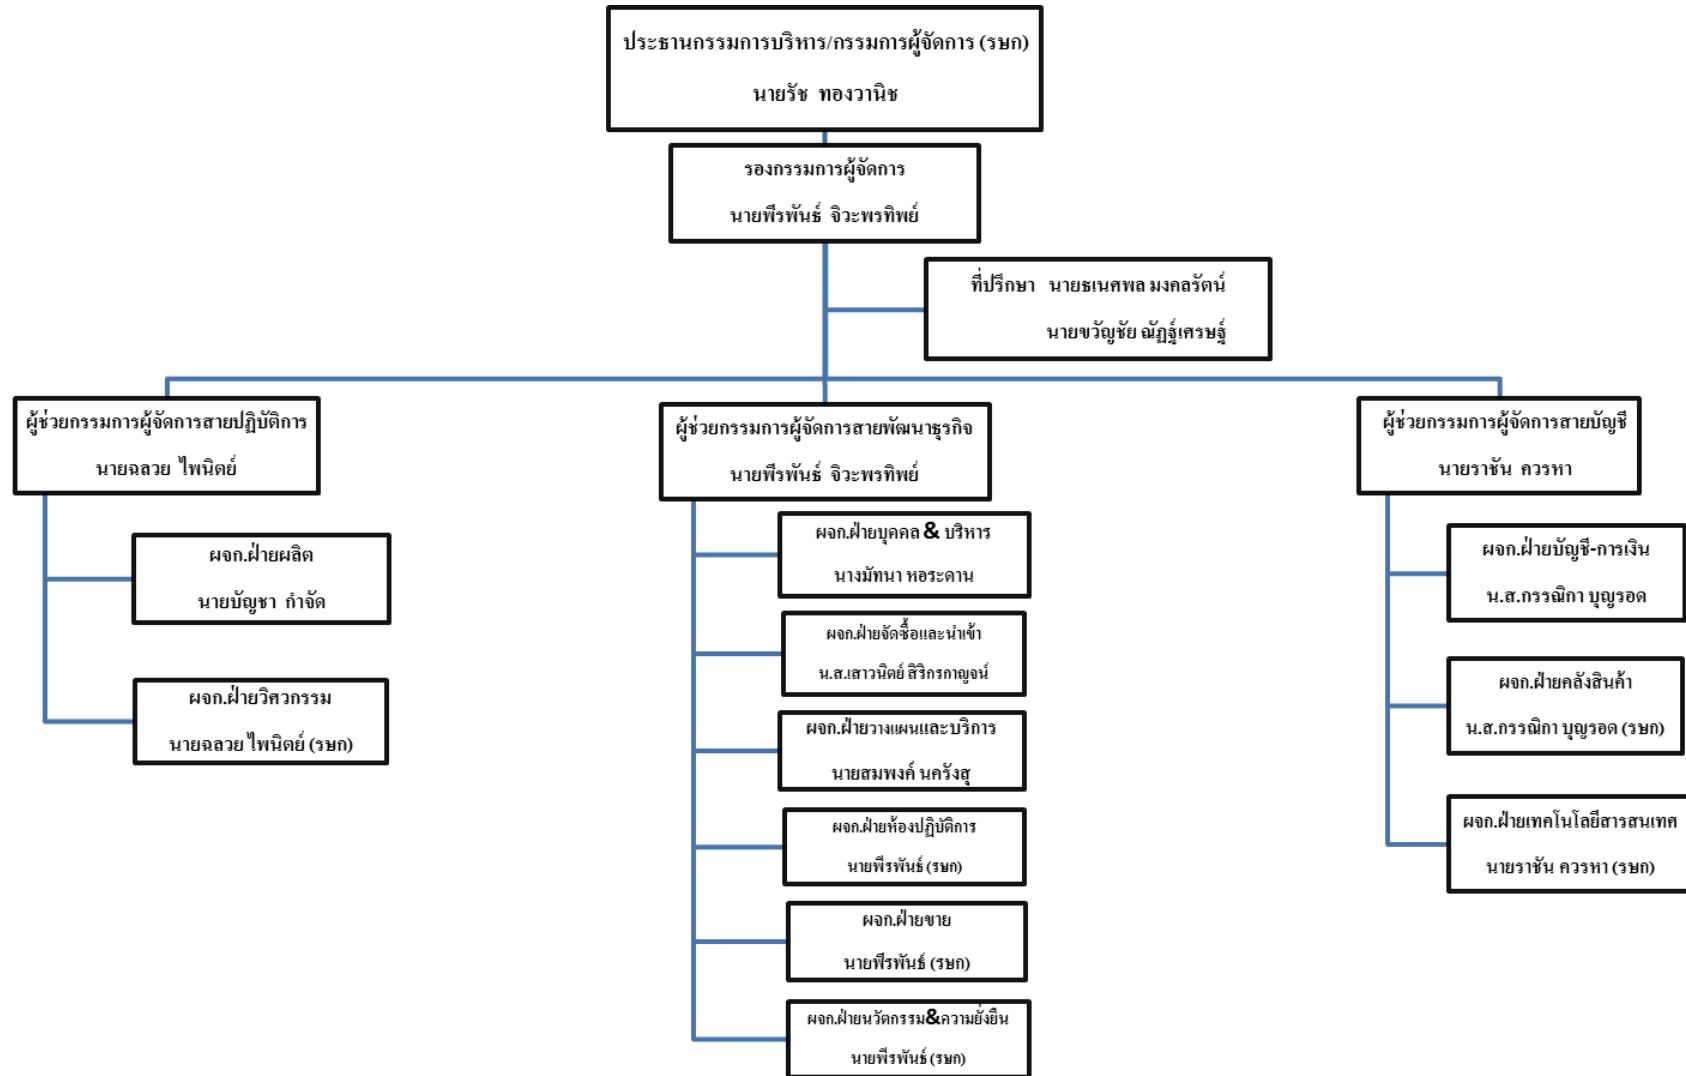 ประธานกรรมการบริหาร/กรรมการผู้จัดการ (รษก)
นายรัช ทองวานิช
รองกรรมการผู้จัดการ
นายพีรพันธ์ จิวะพรทิพย์
ที่ปรึกษา นายธเนศพล มงคลรัตน์
นายขวัญชัย ณัฏฐ์เศรษฐ์
ผู้ช่วยกรรมการผู้จัดการสายปฏิบัติการ
นายฉลวย ไพนิตย์
ผจก.ฝ่ายผลิต
นายบัญชา กำจัด
ผจก.ฝ่ายวิศวกรรม
นายฉลวย ไพนิตย์ (รษก)
ผู้ช่วยกรรมการผู้จัดการสายพัฒนาธุรกิจ
นายพีรพันธ์ จิวะพรทิพย์
ผจก.ฝ่ายบุคคล & บริหาร
นางมัทนา หอระดาน
ผจก.ฝ่ายจัดซื้อและนำเข้า
น.ส.เสาวนิตย์ สิริกรกาญจน์
ผจก.ฝ่ายวางแผนและบริการ
นายสมพงค์ นครังสุ
ผจก.ฝ่ายห้องปฏิบัติการ
นายพีรพันธ์ (รษก)
ผจก.ฝ่ายขาย
นายพีรพันธ์ (รษก)
ผจก.ฝ่ายนวัตกรรม&ความยั่งยืน
นายพีรพันธ์ (รษก)
ผู้ช่วยกรรมการผู้จัดการสายบัญชี
นายราชัน ควรหา
ผจก.ฝ่ายบัญชี-การเงิน
น.ส.กรรณิกา บุญรอด
ผจก.ฝ่ายคลังสินค้า
น.ส.กรรณิกา บุญรอด (รษก)
ผจก.ฝ่ายเทคโนโลยีสารสนเทศ
นายราชัน ควรหา (รษก)